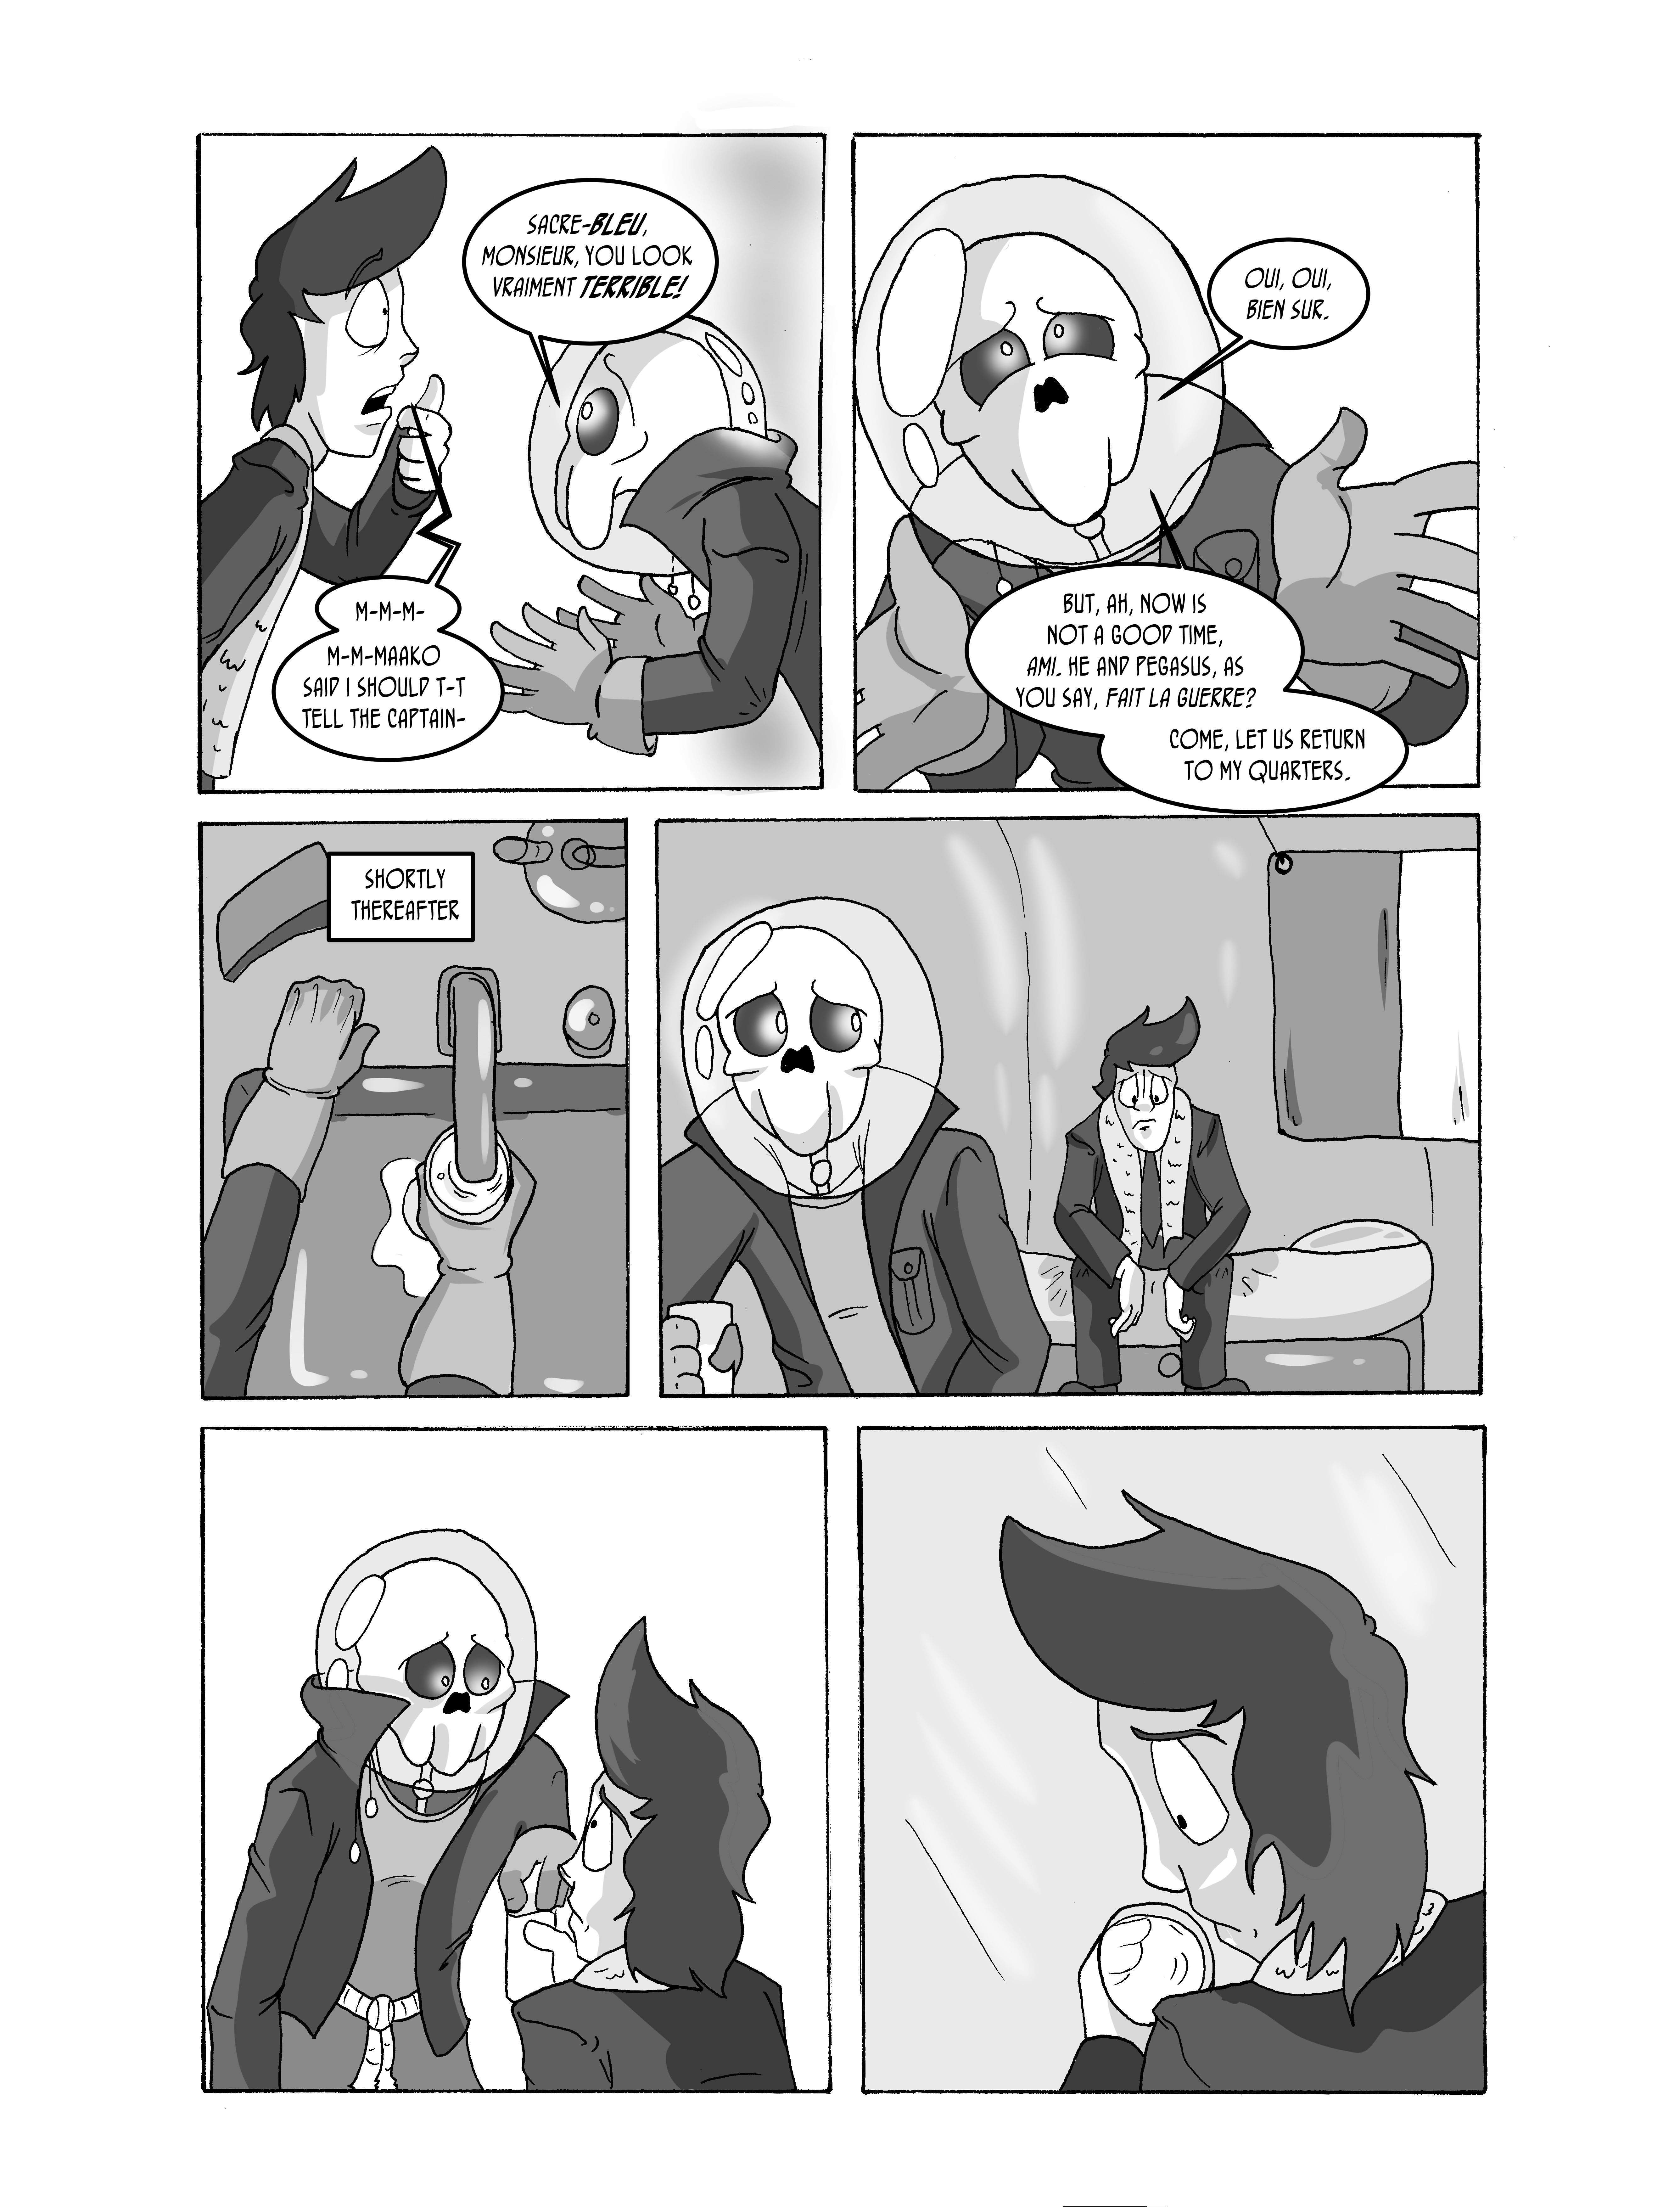 SACRE-BLEU,
MONSIEUR, YOU LOOK
VRAIMENT TERRIBLE!
M-M-M-
M-M-MAAKO
SAID I SHOULD T-T
TELL THE CAPTAIN-
OUI, OUI,
BIEN SUR.
BUT, AH, NOW IS
NOT A GOOD TIME,
AMI. HE AND PEGASUS, AS
YOU SAY, FAIT LA GUERRE?
COME, LET US RETURN
TO MY QUARTERS.
SHORTLY
THEREAFTER